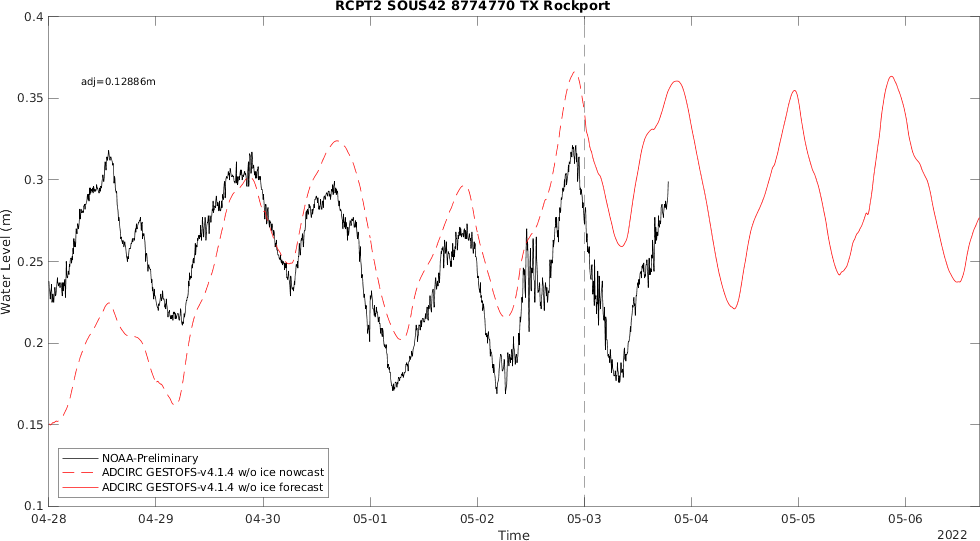 RCPT2 SOUS42 8774770 TX Rockport
0.4
adj=0.12886m
0.35
0.3
0.25
0.2
0.15
0.1
Water Level (m)
NOAA-Preliminary
ADCIRC GESTOFS-v4.1.4 w/o ice nowcast
ADCIRC GESTOFS-v4.1.4 w/o ice forecast
04-28 04-29 04-30 05-01 05-02 05-03 05-04 05-05 05-06
Time
2022